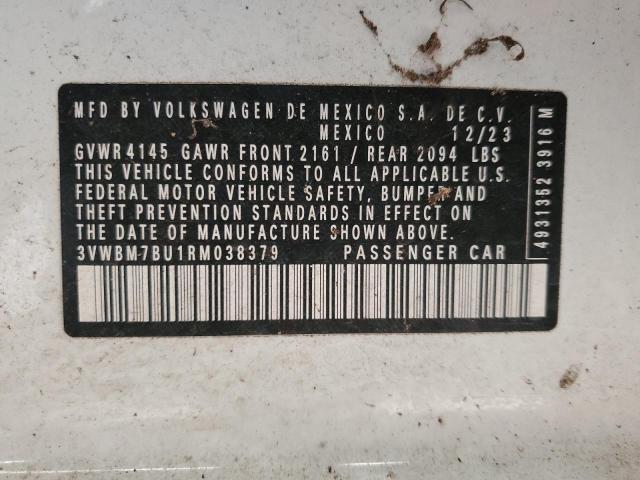 MFD BY VOLKSWAGEN DE MEXICO S.A. DE C.V.
MEXICO 12/23
GVWR 4145 GAWR FRONT 2161 / REAR 2094 LBS
THIS VEHICLE CONFORMS TO ALL APPLICABLE U.S.
FEDERAL MOTOR VEHICLE SAFETY, BUMPER AND
THEFT PREVENTION STANDARDS IN EFFECT ON
THE DATE OF MANUFACTURE SHOWN ABOVE.
3VWBM7BU1RM038379 PASSENGER CAR
4931352 3916 M